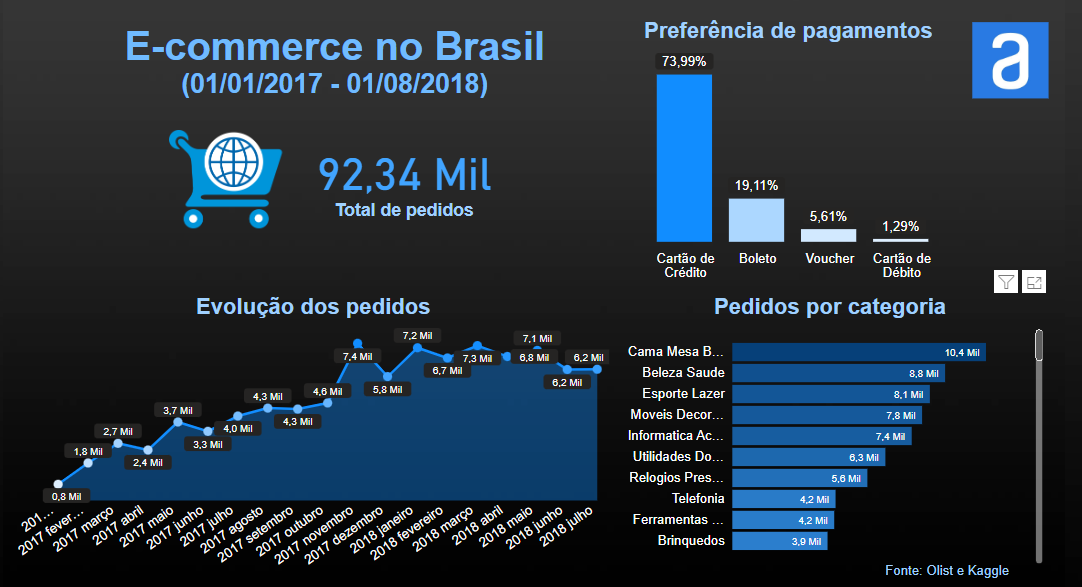 E-commerce no Brasil
(01/01/2017 - 01/08/2018)
92,34 Mil
Total de pedidos
Preferência de pagamentos
73,99%
19,11%
5,61%
1,29%
Cartão de Crédito
Boleto
Voucher
Cartão de Débito
a
Evolução dos pedidos
0,8 Mil
1,8 Mil
2,7 Mil
2,4 Mil
3,7 Mil
3,3 Mil
4,0 Mil
4,3 Mil
4,3 Mil
4,6 Mil
7,4 Mil
5,8 Mil
7,2 Mil
6,7 Mil
7,3 Mil
6,8 Mil
7,1 Mil
6,2 Mil
6,2 Mil
201...
2017 fever...
2017 março
2017 abril
2017 maio
2017 junho
2017 julho
2017 agosto
2017 setembro
2017 outubro
2017 novembro
2017 dezembro
2018 janeiro
2018 fevereiro
2018 março
2018 abril
2018 maio
2018 junho
2018 julho
Pedidos por categoria
Cama Mesa B... 10,4 Mil
Beleza Saude 8,8 Mil
Esporte Lazer 8,1 Mil
Moveis Decor... 7,8 Mil
Informatica Ac... 7,4 Mil
Utilidades Do... 6,3 Mil
Relogios Pres... 5,6 Mil
Telefonia 4,2 Mil
Ferramentas ... 4,2 Mil
Brinquedos 3,9 Mil
Fonte: Olist e Kaggle